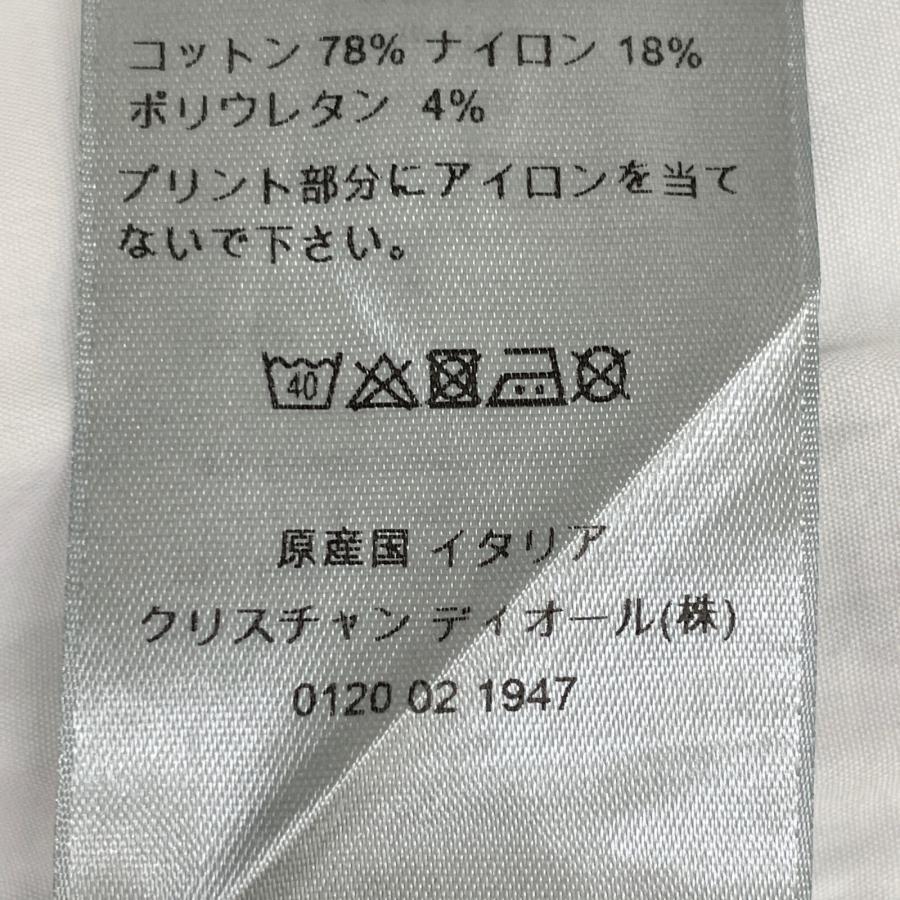 コットン 78% ナイロン 18%
ポリウレタン 4%
プリント部分にアイロンを当て
ないで下さい。
40
原産国 イタリア
クリスチャン ディオール(株)
0120 02 1947